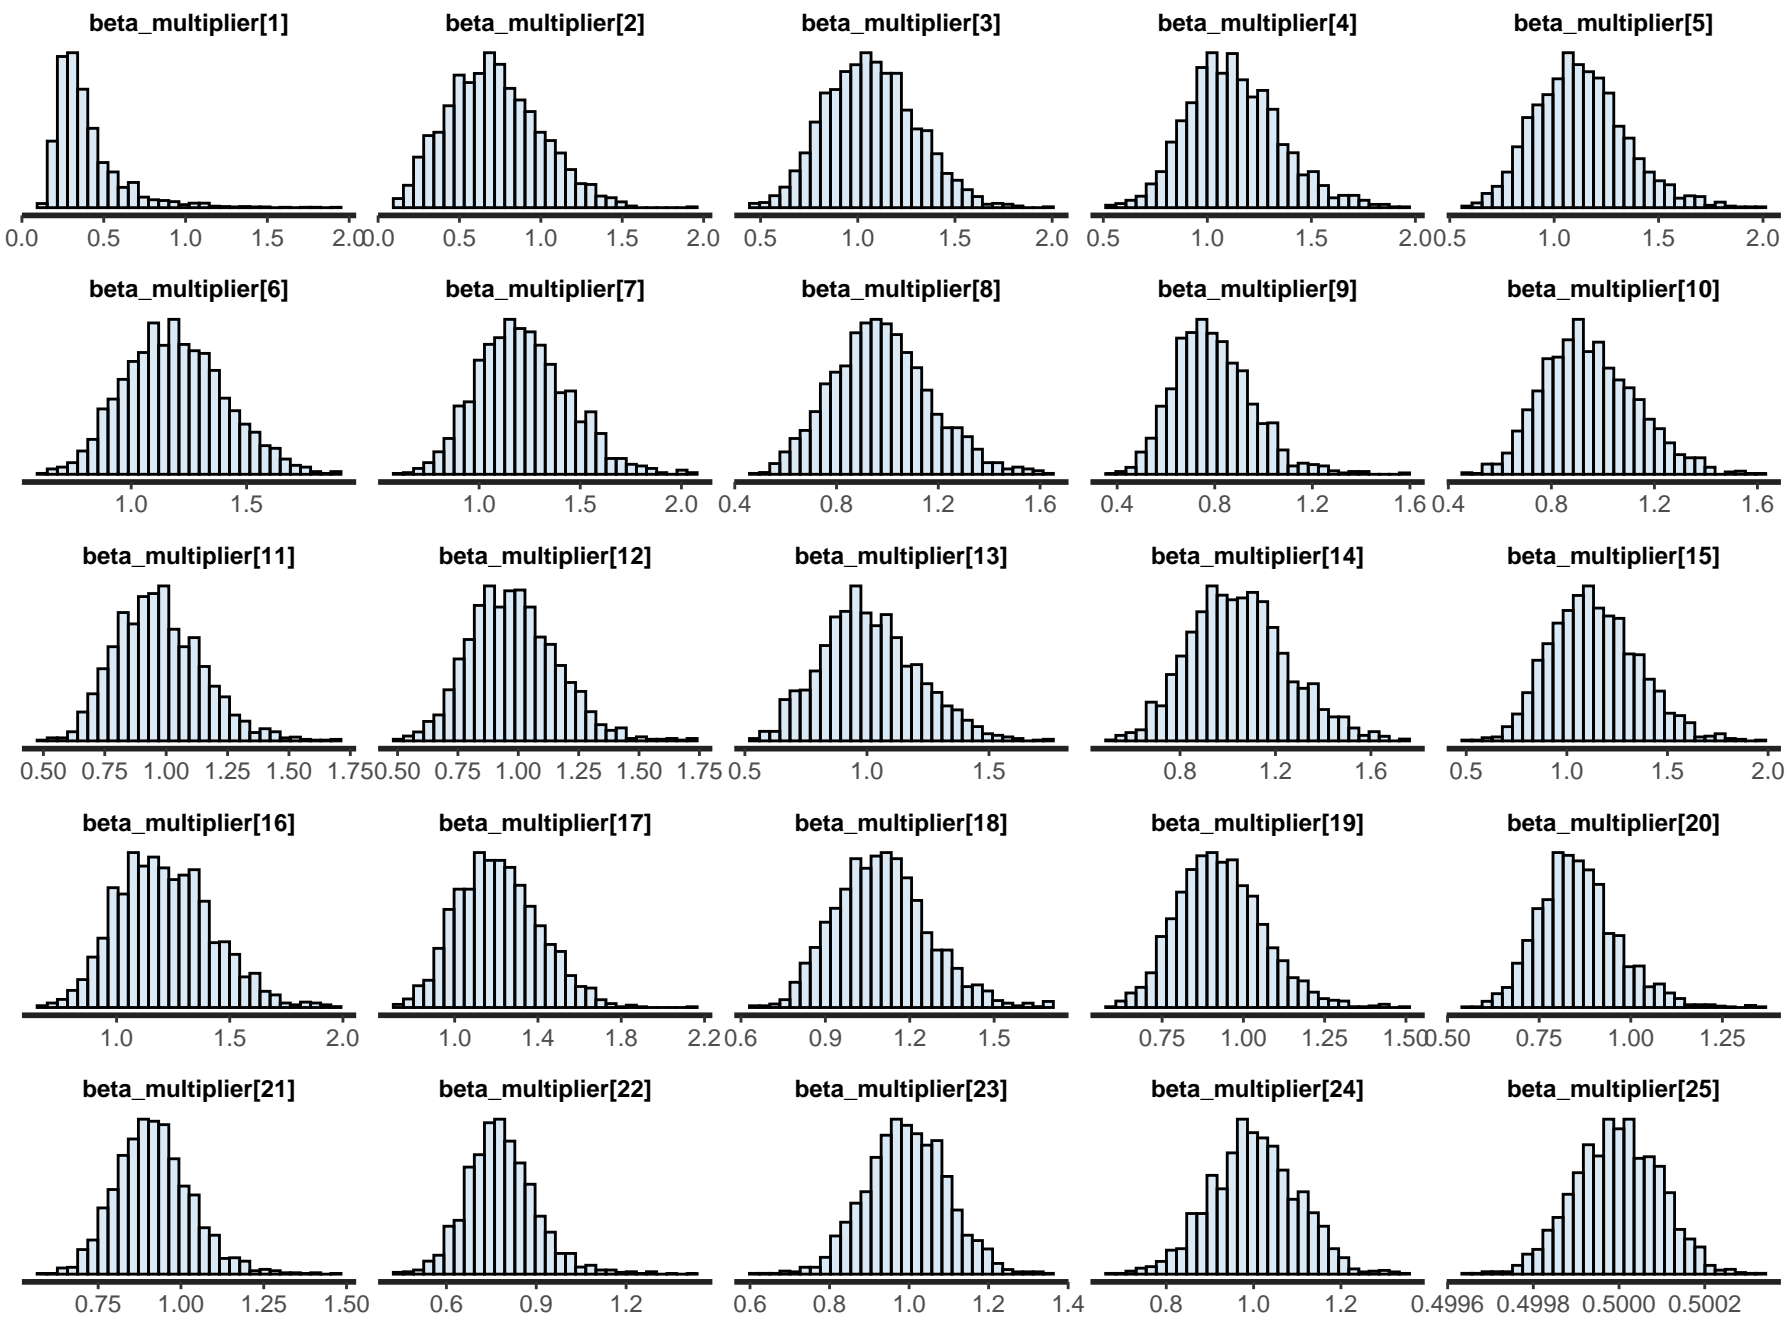 beta_multiplier[1] beta_multiplier[2] beta_multiplier[3] beta_multiplier[4] beta_multiplier[5]
0.0 0.5 1.0 1.5 2.0 0.0 0.5 1.0 1.5 2.0 0.5 1.0 1.5 2.0 0.5 1.0 1.5 2.0 0.5 1.0 1.5 2.0
beta_multiplier[6] beta_multiplier[7] beta_multiplier[8] beta_multiplier[9] beta_multiplier[10]
1.0 1.5 1.0 1.5 2.0 0.4 0.8 1.2 1.6 0.4 0.8 1.2 1.6 0.4 0.8 1.2 1.6
beta_multiplier[11] beta_multiplier[12] beta_multiplier[13] beta_multiplier[14] beta_multiplier[15]
0.50 0.75 1.00 1.25 1.50 1.75 0.50 0.75 1.00 1.25 1.50 1.75 0.5 1.0 1.5 0.8 1.2 1.6 0.5 1.0 1.5 2.0
beta_multiplier[16] beta_multiplier[17] beta_multiplier[18] beta_multiplier[19] beta_multiplier[20]
1.0 1.5 2.0 1.0 1.4 1.8 2.2 0.6 0.9 1.2 1.5 0.75 1.00 1.25 1.50 0.50 0.75 1.00 1.25
beta_multiplier[21] beta_multiplier[22] beta_multiplier[23] beta_multiplier[24] beta_multiplier[25]
0.75 1.00 1.25 1.50 0.6 0.9 1.2 0.6 0.8 1.0 1.2 1.4 0.8 1.0 1.2 0.4996 0.4998 0.5000 0.5002